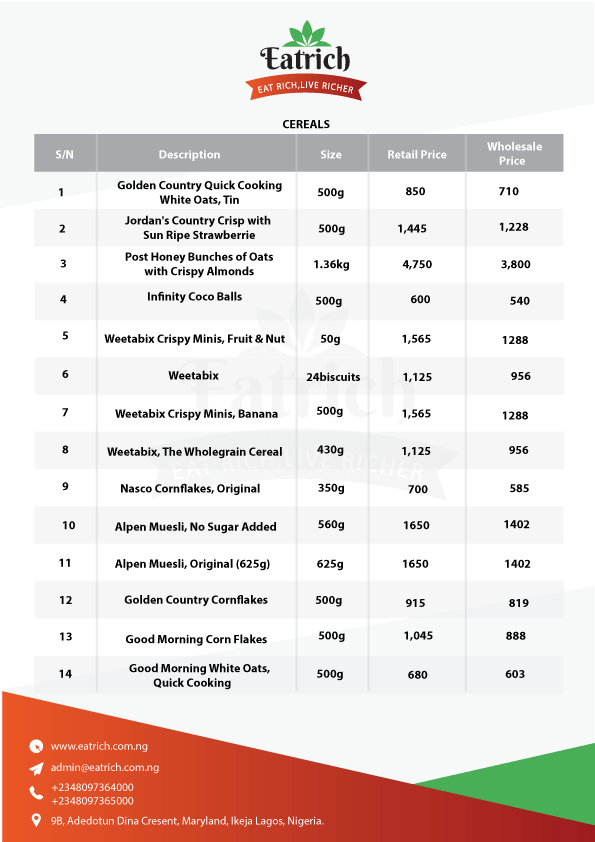 Eatrich
EAT RICH,LIVE RICHER
CEREALS
S/N Description Size Retail Price Wholesale
Price
1 Golden Country Quick Cooking
White Oats, Tin 500g 850 710
2 Jordan's Country Crisp with
Sun Ripe Strawberrie 500g 1,445 1,228
3 Post Honey Bunches of Oats
with Crispy Almonds 1.36kg 4,750 3,800
4 Infinity Coco Balls 500g 600 540
5 Weetabix Crispy Minis, Fruit & Nut 50g 1,565 1288
6 Weetabix 24biscuits 1,125 956
7 Weetabix Crispy Minis, Banana 500g 1,565 1288
8 Weetabix, The Wholegrain Cereal 430g 1,125 956
9 Nasco Cornflakes, Original 350g 700 585
10 Alpen Muesli, No Sugar Added 560g 1650 1402
11 Alpen Muesli, Original (625g) 625g 1650 1402
12 Golden Country Cornflakes 500g 915 819
13 Good Morning Corn Flakes 500g 1,045 888
14 Good Morning White Oats,
Quick Cooking 500g 680 603
Eatrich
EAT RICH,LIVE RICHER
www.eatrich.com.ng
admin@eatrich.com.ng
+2348097364000
+2348097365000
9B, Adedotun Dina Cresent, Maryland, Ikeja Lagos, Nigeria.